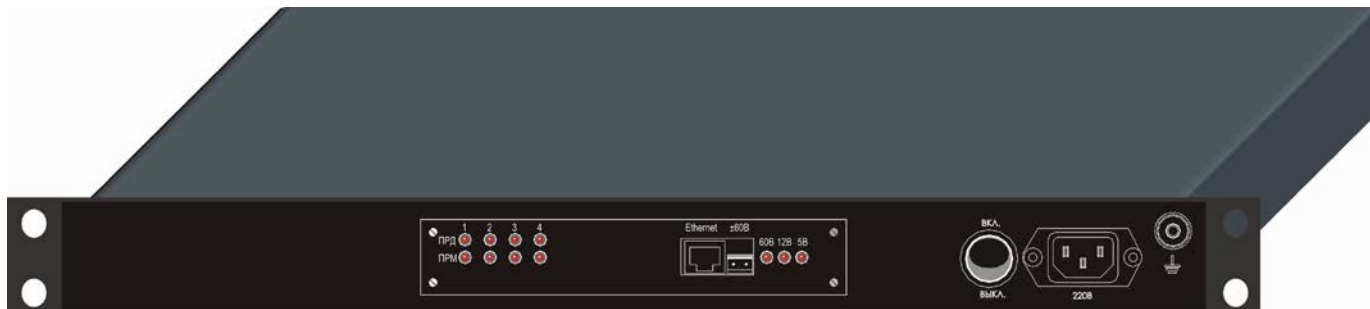 1 2 3 4
ПРД
ПРМ
Ethernet ±60В
60В 12В 5В
ВКЛ.
ВЫКЛ.
220В